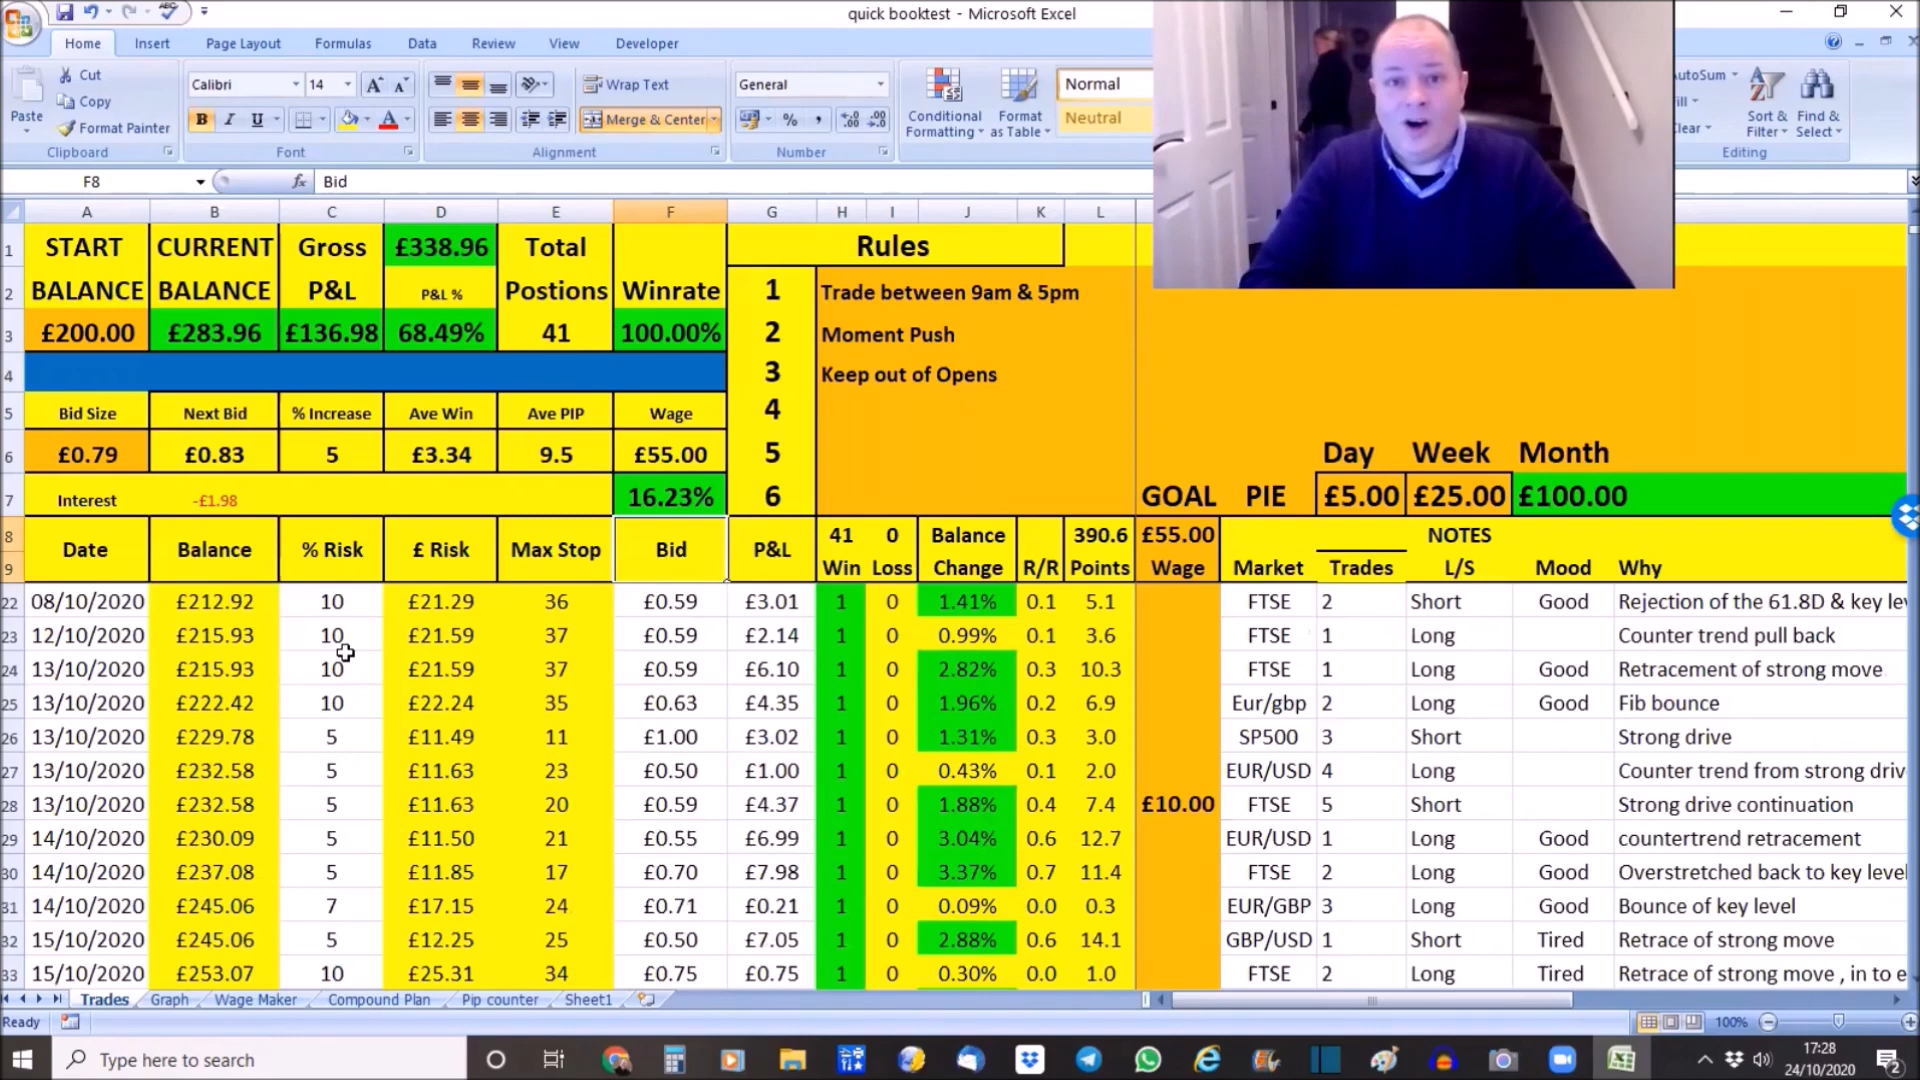 quick booktest - Microsoft Excel
Home Insert Page Layout Formulas Data Review View Developer
Paste
Cut
Copy
Format Painter
Clipboard
Calibri 14
B I U
Font
Wrap Text
Merge & Center
Alignment
General
Number
Conditional Formatting
Format as Table
Normal
Neutral
AutoSum
Sort & Filter
Find & Select
Editing
F8 fx Bid
A B C D E F G H I J K L
1 START CURRENT Gross £338.96 Total Rules
2 BALANCE BALANCE P&L P&L % Postions Winrate 1 Trade between 9am & 5pm
3 £200.00 £283.96 £136.98 68.49% 41 100.00% 2 Moment Push
4 3 Keep out of Opens
5 Bid Size Next Bid % Increase Ave Win Ave PIP Wage 4
6 £0.79 £0.83 5 £3.34 9.5 £55.00 5 Day Week Month
7 Interest -£1.98 16.23% 6 GOAL PIE £5.00 £25.00 £100.00
8 41 0 Balance 390.6 £55.00 NOTES
9 Date Balance % Risk £ Risk Max Stop Bid P&L Win Loss Change R/R Points Wage Market Trades L/S Mood Why
22 08/10/2020 £212.92 10 £21.29 36 £0.59 £3.01 1 0 1.41% 0.1 5.1 FTSE 2 Short Good Rejection of the 61.8D & key
23 12/10/2020 £215.93 10 £21.59 37 £0.59 £2.14 1 0 0.99% 0.1 3.6 FTSE 1 Long Counter trend pull back
24 13/10/2020 £215.93 10 £21.59 37 £0.59 £6.10 1 0 2.82% 0.3 10.3 FTSE 1 Long Good Retracement of strong move
25 13/10/2020 £222.42 10 £22.24 35 £0.63 £4.35 1 0 1.96% 0.2 6.9 Eur/gbp 2 Long Good Fib bounce
26 13/10/2020 £229.78 5 £11.49 11 £1.00 £3.02 1 0 1.31% 0.3 3.0 SP500 3 Short Strong drive
27 13/10/2020 £232.58 5 £11.63 23 £0.50 £1.00 1 0 0.43% 0.1 2.0 EUR/USD 4 Long Counter trend from strong driv
28 13/10/2020 £232.58 5 £11.63 20 £0.59 £4.37 1 0 1.88% 0.4 7.4 £10.00 FTSE 5 Short Strong drive continuation
29 14/10/2020 £230.09 5 £11.50 21 £0.55 £6.99 1 0 3.04% 0.6 12.7 EUR/USD 1 Long Good countertrend retracement
30 14/10/2020 £237.08 5 £11.85 17 £0.70 £7.98 1 0 3.37% 0.7 11.4 FTSE 2 Long Good Overstretched back to key level
31 14/10/2020 £245.06 7 £17.15 24 £0.71 £0.21 1 0 0.09% 0.0 0.3 EUR/GBP 3 Long Good Bounce of key level
32 15/10/2020 £245.06 5 £12.25 25 £0.50 £7.05 1 0 2.88% 0.6 14.1 GBP/USD 1 Short Tired Retrace of strong move
33 15/10/2020 £253.07 10 £25.31 34 £0.75 £0.75 1 0 0.30% 0.0 1.0 FTSE 2 Long Tired Retrace of strong move , in to e
Trades Graph Wage Maker Compound Plan Pip counter Sheet1
Ready 100%
Type here to search
17:28
24/10/2020
2